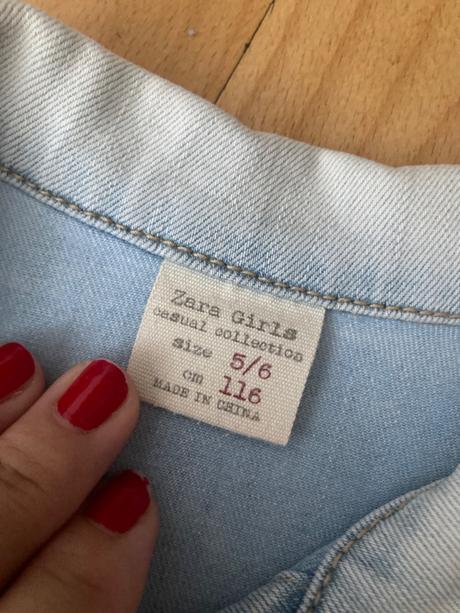 Zara Girls
casual collection
size 5/6
cm 116
MADE IN CHINA